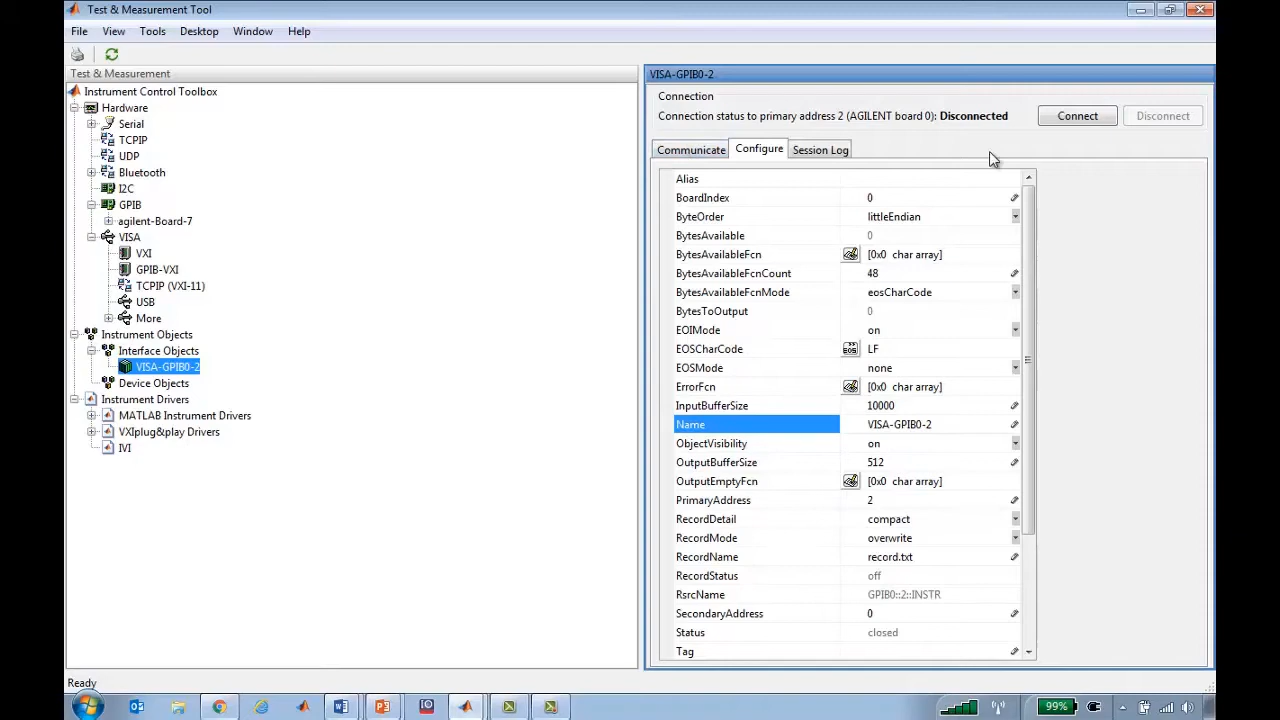 Test & Measurement Tool
File View Tools Desktop Window Help
Test & Measurement
Instrument Control Toolbox
Hardware
Serial
TCPIP
UDP
Bluetooth
I2C
GPIB
agilent-Board-7
VISA
VXI
GPIB-VXI
TCPIP (VXI-11)
USB
More
Instrument Objects
Interface Objects
VISA-GPIB0-2
Device Objects
Instrument Drivers
MATLAB Instrument Drivers
VXIplug&play Drivers
IVI
VISA-GPIB0-2
Connection
Connection status to primary address 2 (AGILENT board 0): Disconnected Connect Disconnect
Communicate Configure Session Log
Alias
BoardIndex 0
ByteOrder littleEndian
BytesAvailable 0
BytesAvailableFcn [0x0 char array]
BytesAvailableFcnCount 48
BytesAvailableFcnMode eosCharCode
BytesToOutput 0
EOIMode on
EOSCharCode EOS LF
EOSMode none
ErrorFcn [0x0 char array]
InputBufferSize 10000
Name VISA-GPIB0-2
ObjectVisibility on
OutputBufferSize 512
OutputEmptyFcn [0x0 char array]
PrimaryAddress 2
RecordDetail compact
RecordMode overwrite
RecordName record.txt
RecordStatus off
RsrcName GPIB0::2::INSTR
SecondaryAddress 0
Status closed
Tag
Ready
99%